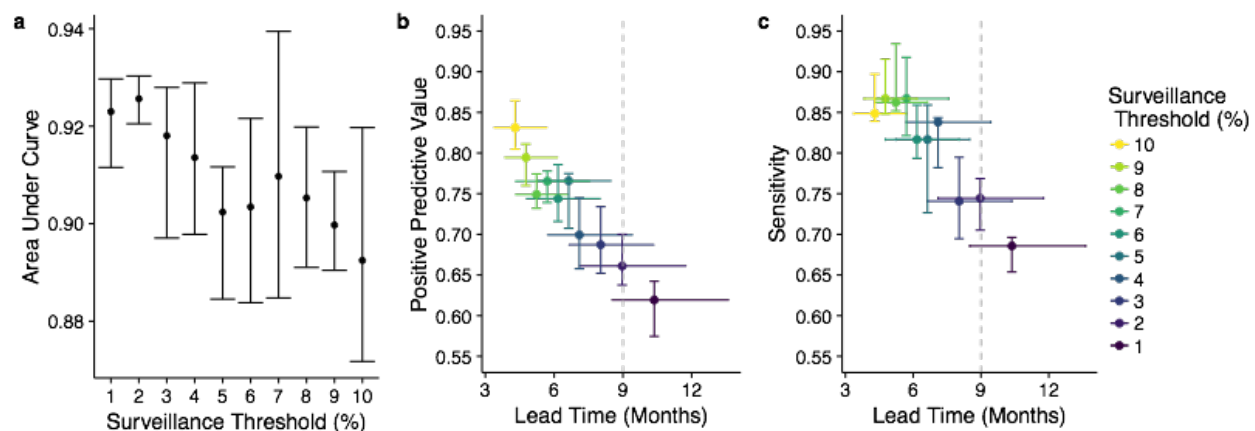 a
0.94
0.92
0.90
0.88
Area Under Curve
1 2 3 4 5 6 7 8 9 10
Surveillance Threshold (%)
b
0.95
0.90
0.85
0.80
0.75
0.70
0.65
0.60
0.55
Positive Predictive Value
3 6 9 12
Lead Time (Months)
c
0.95
0.90
0.85
0.80
0.75
0.70
0.65
0.60
0.55
Sensitivity
3 6 9 12
Lead Time (Months)
Surveillance
Threshold (%)
10
9
8
7
6
5
4
3
2
1